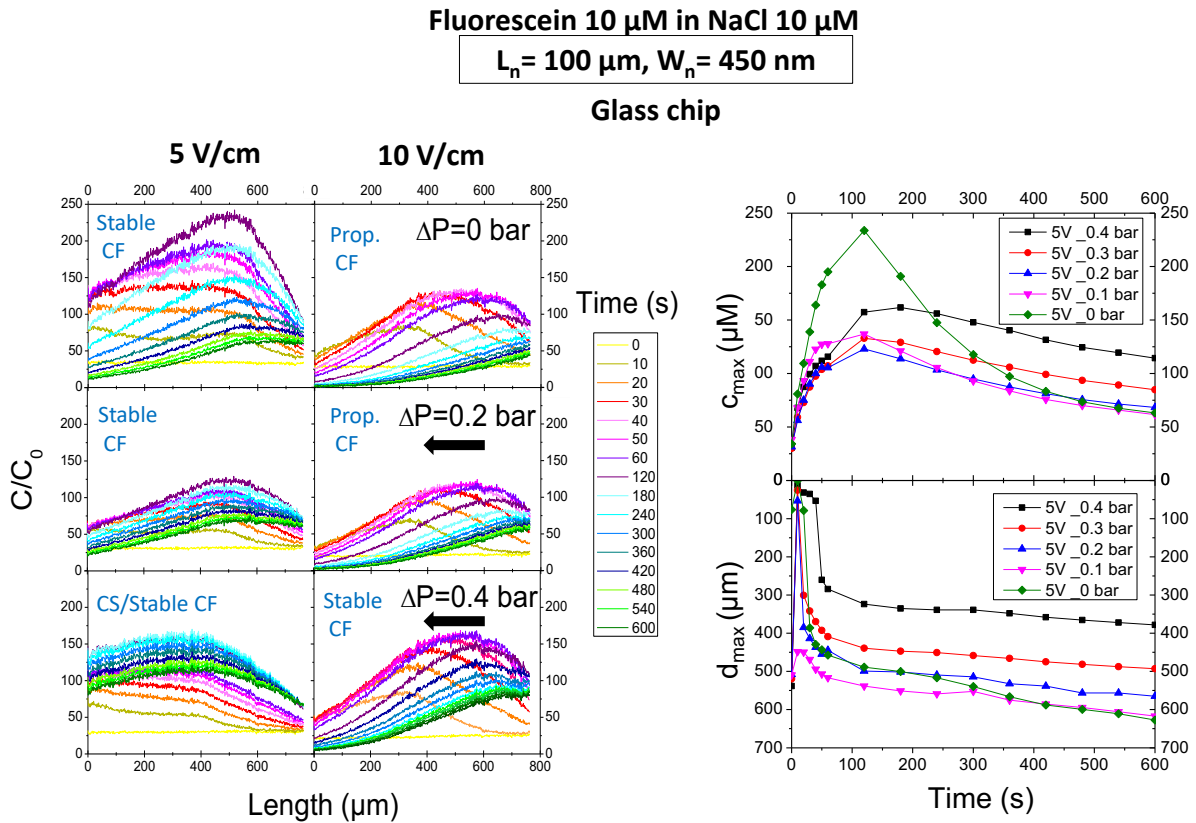 Fluorescein 10 µM in NaCl 10 µM
Ln= 100 µm, Wn= 450 nm
Glass chip
5 V/cm
10 V/cm
0 200 400 600
0 200 400 600 800
250
200
150
100
50
0
Stable
CF
Prop.
CF
ΔP=0 bar
250
200
150
100
50
0
200
150
100
50
0
Stable
CF
Prop.
CF
ΔP=0.2 bar
200
150
100
50
0
200
150
100
50
0
CS/Stable CF
Stable
CF
ΔP=0.4 bar
200
150
100
50
0
0 200 400 600
0 200 400 600 800
C/C0
Length (µm)
Time (s)
0
10
20
30
40
50
60
120
180
240
300
360
420
480
540
600
0 100 200 300 400 500 600
250
200
50
00
50
0
cmax (µM)
5V _0.4 bar
5V _0.3 bar
5V _0.2 bar
5V _0.1 bar
5V _0 bar
250
200
150
100
50
0
100
200
300
400
500
600
700
dmax (µm)
5V _0.4 bar
5V _0.3 bar
5V _0.2 bar
5V _0.1 bar
5V _0 bar
100
200
300
400
500
600
700
0 100 200 300 400 500 600
Time (s)